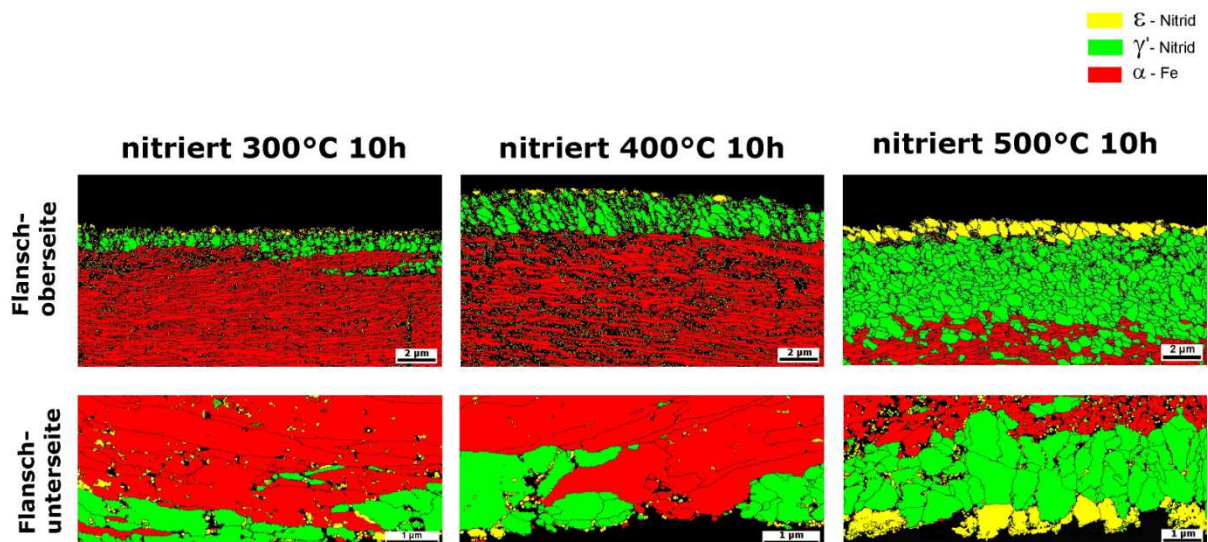 ε - Nitrid
γ'- Nitrid
α - Fe
nitriert 300°C 10h
nitriert 400°C 10h
nitriert 500°C 10h
Flansch-
oberseite
2 µm
2 µm
2 µm
Flansch-
unterseite
1 µm
1 µm
1 µm